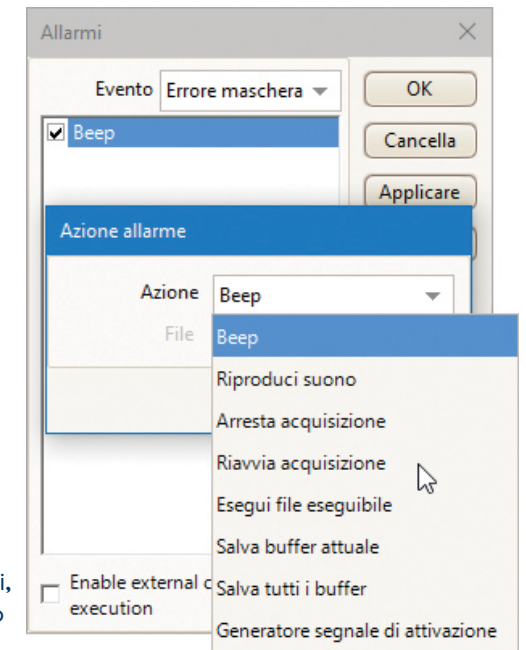 Allarmi
Evento Errore maschera
OK
Beep
Cancella
Applicare
Azione allarme
Azione Beep
File
Beep
Riproduci suono
Arresta acquisizione
Riavvia acquisizione
Esegui file eseguibile
Salva buffer attuale
Salva tutti i buffer
Generatore segnale di attivazione
i,
Enable external
execution